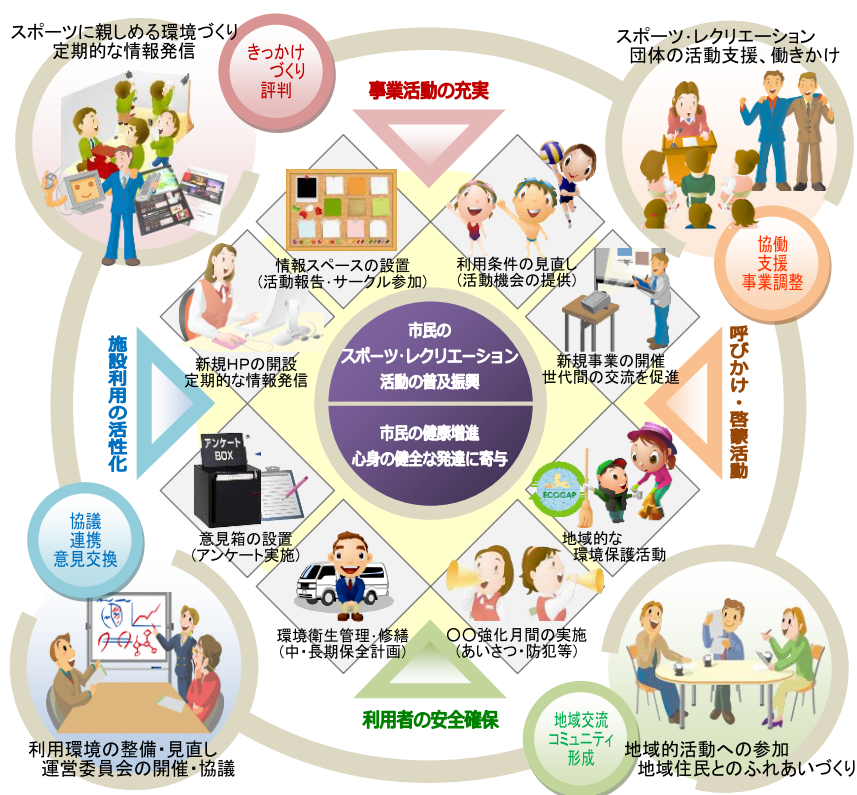 スポーツに親しめる環境づくり
定期的な情報発信
きっかけ
づくり
評判
事業活動の充実
スポーツ・レクリエーション
団体の活動支援、働きかけ
協働
支援
事業調整
情報スペースの設置
(活動報告・サークル参加)
利用条件の見直し
(活動機会の提供)
新規HPの開設
定期的な情報発信
新規事業の開催
世代間の交流を促進
施設利用の活性化
呼びかけ・啓蒙活動
市民の
スポーツ・レクリエーション
活動の普及振興
市民の健康増進
心身の健全な発達に寄与
アンケート
BOX
意見箱の設置
(アンケート実施)
ECOCAP
地域的な
環境保護活動
環境衛生管理・修繕
(中・長期保全計画)
〇〇強化月間の実施
(あいさつ・防犯等)
利用者の安全確保
協議
連携
意見交換
利用環境の整備・見直し
運営委員会の開催・協議
地域交流
コミュニティ
形成
地域的活動への参加
地域住民とのふれあいづくり